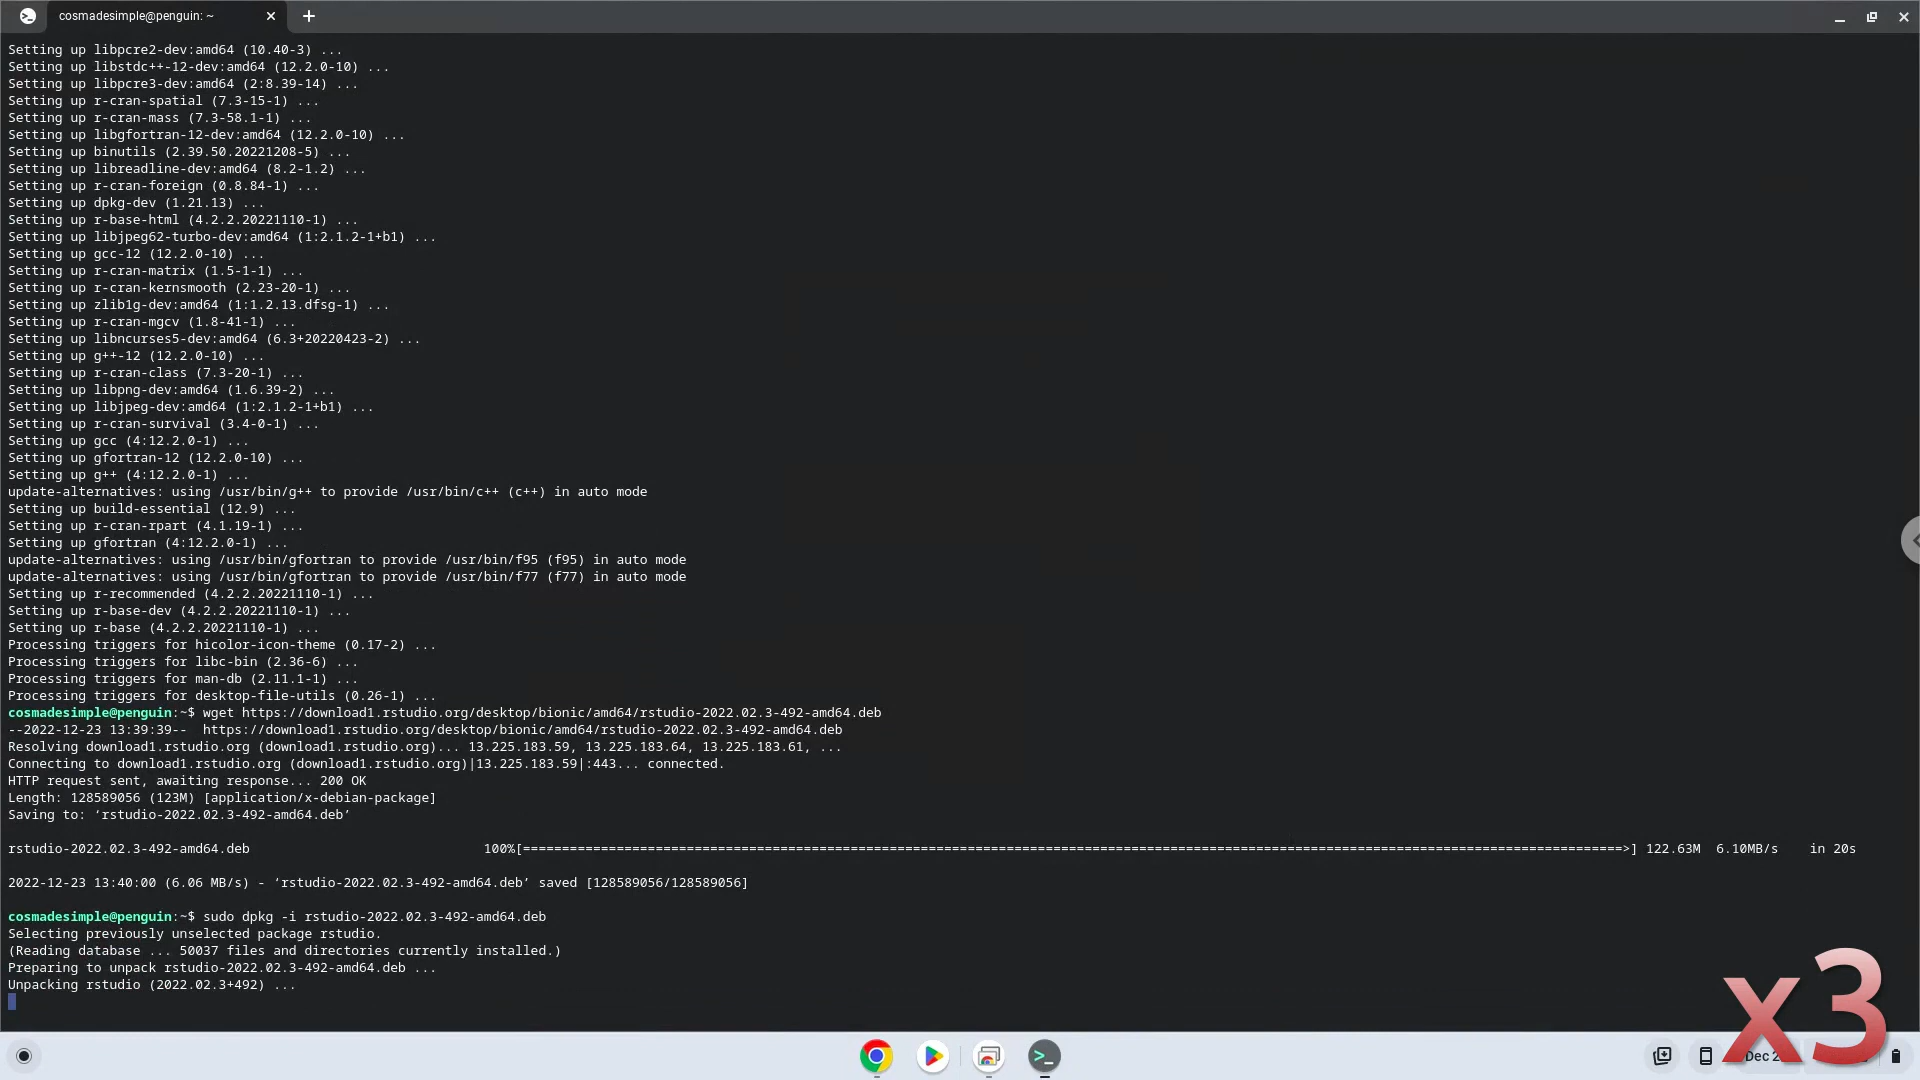 cosmadesimple@penguin: ~
Setting up libpcre2-dev:amd64 (10.40-3) ...
Setting up libstdc++-12-dev:amd64 (12.2.0-10) ...
Setting up libpcre3-dev:amd64 (2:8.39-14) ...
Setting up r-cran-spatial (7.3-15-1) ...
Setting up r-cran-mass (7.3-58.1-1) ...
Setting up libgfortran-12-dev:amd64 (12.2.0-10) ...
Setting up binutils (2.39.50.20221208-5) ...
Setting up libreadline-dev:amd64 (8.2-1.2) ...
Setting up r-cran-foreign (0.8.84-1) ...
Setting up dpkg-dev (1.21.13) ...
Setting up r-base-html (4.2.2.20221110-1) ...
Setting up libjpeg62-turbo-dev:amd64 (1:2.1.2-1+b1) ...
Setting up gcc-12 (12.2.0-10) ...
Setting up r-cran-matrix (1.5-1-1) ...
Setting up r-cran-kernsmooth (2.23-20-1) ...
Setting up zlib1g-dev:amd64 (1:1.2.13.dfsg-1) ...
Setting up r-cran-mgcv (1.8-41-1) ...
Setting up libncurses5-dev:amd64 (6.3+20220423-2) ...
Setting up g++-12 (12.2.0-10) ...
Setting up r-cran-class (7.3-20-1) ...
Setting up libpng-dev:amd64 (1.6.39-2) ...
Setting up libjpeg-dev:amd64 (1:2.1.2-1+b1) ...
Setting up r-cran-survival (3.4-0-1) ...
Setting up gcc (4:12.2.0-1) ...
Setting up gfortran-12 (12.2.0-10) ...
Setting up g++ (4:12.2.0-1) ...
update-alternatives: using /usr/bin/g++ to provide /usr/bin/c++ (c++) in auto mode
Setting up build-essential (12.9) ...
Setting up r-cran-rpart (4.1.19-1) ...
Setting up gfortran (4:12.2.0-1) ...
update-alternatives: using /usr/bin/gfortran to provide /usr/bin/f95 (f95) in auto mode
update-alternatives: using /usr/bin/gfortran to provide /usr/bin/f77 (f77) in auto mode
Setting up r-recommended (4.2.2.20221110-1) ...
Setting up r-base-dev (4.2.2.20221110-1) ...
Setting up r-base (4.2.2.20221110-1) ...
Processing triggers for hicolor-icon-theme (0.17-2) ...
Processing triggers for libc-bin (2.36-6) ...
Processing triggers for man-db (2.11.1-1) ...
Processing triggers for desktop-file-utils (0.26-1) ...
cosmadesimple@penguin:~$ wget https://download1.rstudio.org/desktop/bionic/amd64/rstudio-2022.02.3-492-amd64.deb
--2022-12-23 13:39:39--  https://download1.rstudio.org/desktop/bionic/amd64/rstudio-2022.02.3-492-amd64.deb
Resolving download1.rstudio.org (download1.rstudio.org)... 13.225.183.59, 13.225.183.64, 13.225.183.61, ...
Connecting to download1.rstudio.org (download1.rstudio.org)|13.225.183.59|:443... connected.
HTTP request sent, awaiting response... 200 OK
Length: 128589056 (123M) [application/x-debian-package]
Saving to: ‘rstudio-2022.02.3-492-amd64.deb’
rstudio-2022.02.3-492-amd64.deb 100%[=============================================================================================================================================>] 122.63M 6.10MB/s in 20s
2022-12-23 13:40:00 (6.06 MB/s) - ‘rstudio-2022.02.3-492-amd64.deb’ saved [128589056/128589056]
cosmadesimple@penguin:~$ sudo dpkg -i rstudio-2022.02.3-492-amd64.deb
Selecting previously unselected package rstudio.
(Reading database ... 50037 files and directories currently installed.)
Preparing to unpack rstudio-2022.02.3-492-amd64.deb ...
Unpacking rstudio (2022.02.3+492) ...
x3
Dec